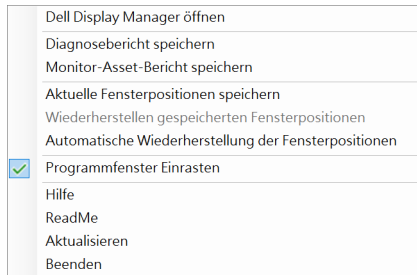 Dell Display Manager öffnen
Diagnosebericht speichern
Monitor-Asset-Bericht speichern
Aktuelle Fensterpositionen speichern
Wiederherstellen gespeicherten Fensterpositionen
Automatische Wiederherstellung der Fensterpositionen
Programmfenster Einrasten
Hilfe
ReadMe
Aktualisieren
Beenden